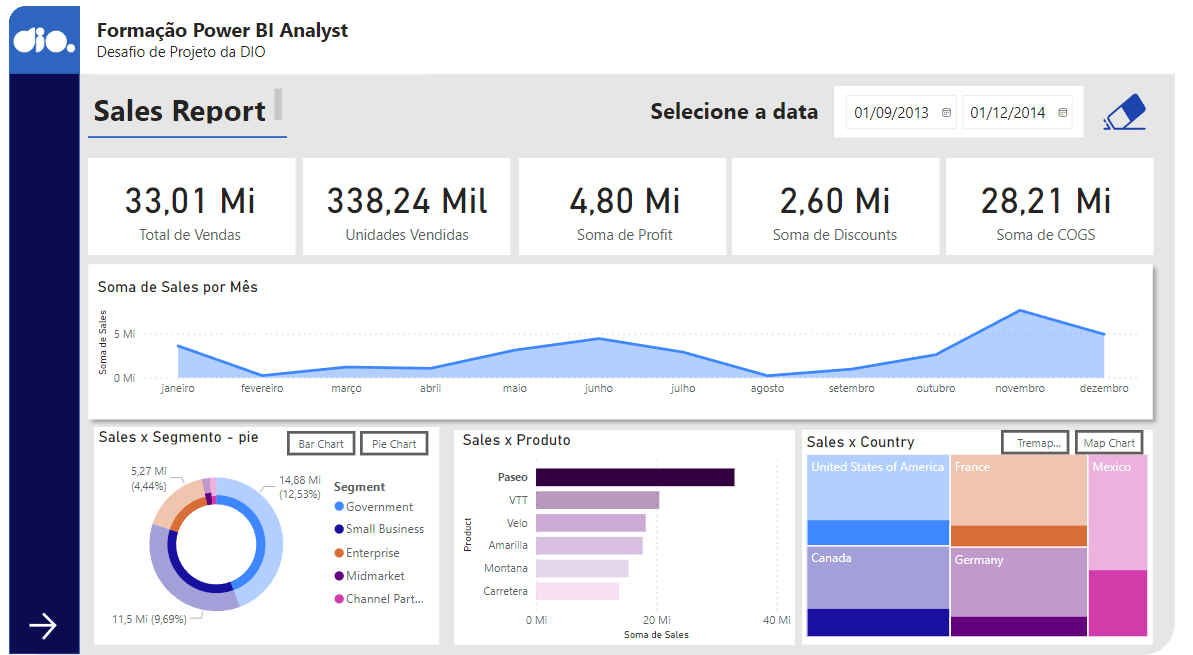 dio.
Formação Power BI Analyst
Desafio de Projeto da DIO
Sales Report
Selecione a data
01/09/2013
01/12/2014
33,01 Mi
Total de Vendas
338,24 Mil
Unidades Vendidas
4,80 Mi
Soma de Profit
2,60 Mi
Soma de Discounts
28,21 Mi
Soma de COGS
Soma de Sales por Mês
Soma de Sales
5 Mi
0 Mi
janeiro
fevereiro
março
abril
maio
junho
julho
agosto
setembro
outubro
novembro
dezembro
Sales x Segmento - pie
Bar Chart
Pie Chart
5,27 Mi
(4,44%)
14,88 Mi
(12,53%)
11,5 Mi (9,69%)
Segment
Government
Small Business
Enterprise
Midmarket
Channel Part...
Sales x Produto
Product
Paseo
VTT
Velo
Amarilla
Montana
Carretera
0 Mi
20 Mi
40 Mi
Soma de Sales
Sales x Country
Tremap...
Map Chart
United States of America
France
Mexico
Canada
Germany